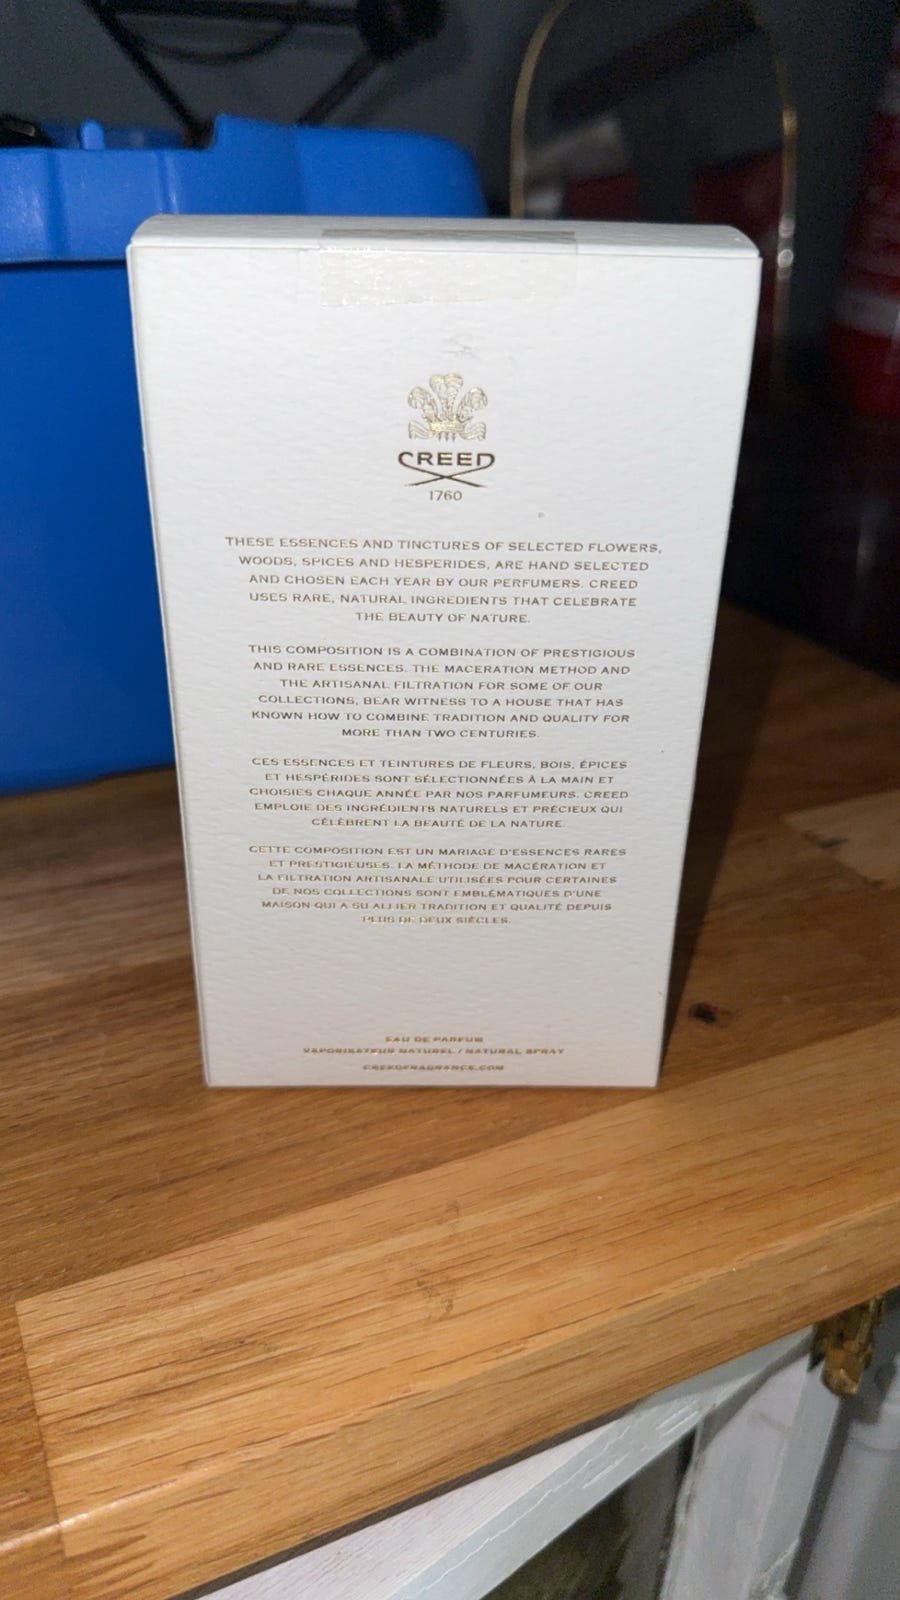 CREED
1760
THESE ESSENCES AND TINCTURES OF SELECTED FLOWERS,
WOODS, SPICES AND HESPERIDES, ARE HAND SELECTED
AND CHOSEN EACH YEAR BY OUR PERFUMERS. CREED
USES RARE, NATURAL INGREDIENTS THAT CELEBRATE
THE BEAUTY OF NATURE.
THIS COMPOSITION IS A COMBINATION OF PRESTIGIOUS
AND RARE ESSENCES. THE MACERATION METHOD AND
THE ARTISANAL FILTRATION FOR SOME OF OUR
COLLECTIONS, BEAR WITNESS TO A HOUSE THAT HAS
KNOWN HOW TO COMBINE TRADITION AND QUALITY FOR
MORE THAN TWO CENTURIES.
CES ESSENCES ET TEINTURES DE FLEURS, BOIS, ÉPICES
ET HESPÉRIDES SONT SÉLECTIONNÉES À LA MAIN ET
CHOISIES CHAQUE ANNÉE PAR NOS PARFUMEURS. CREED
EMPLOIE DES INGRÉDIENTS NATURELS ET PRÉCIEUX QUI
CÉLÈBRENT LA BEAUTÉ DE LA NATURE.
CETTE COMPOSITION EST UN MARIAGE D'ESSENCES RARES
ET PRESTIGIEUSES. LA MÉTHODE DE MACÉRATION ET
LA FILTRATION ARTISANALE UTILISÉES POUR CERTAINES
DE NOS COLLECTIONS SONT EMBLÉMATIQUES D'UNE
MAISON QUI A SU ALLIER TRADITION ET QUALITÉ DEPUIS
PLUS DE DEUX SIÈCLES.
EAU DE PARFUM
VAPORISATEUR NATUREL / NATURAL SPRAY
CREEDFRAGRANCE.COM